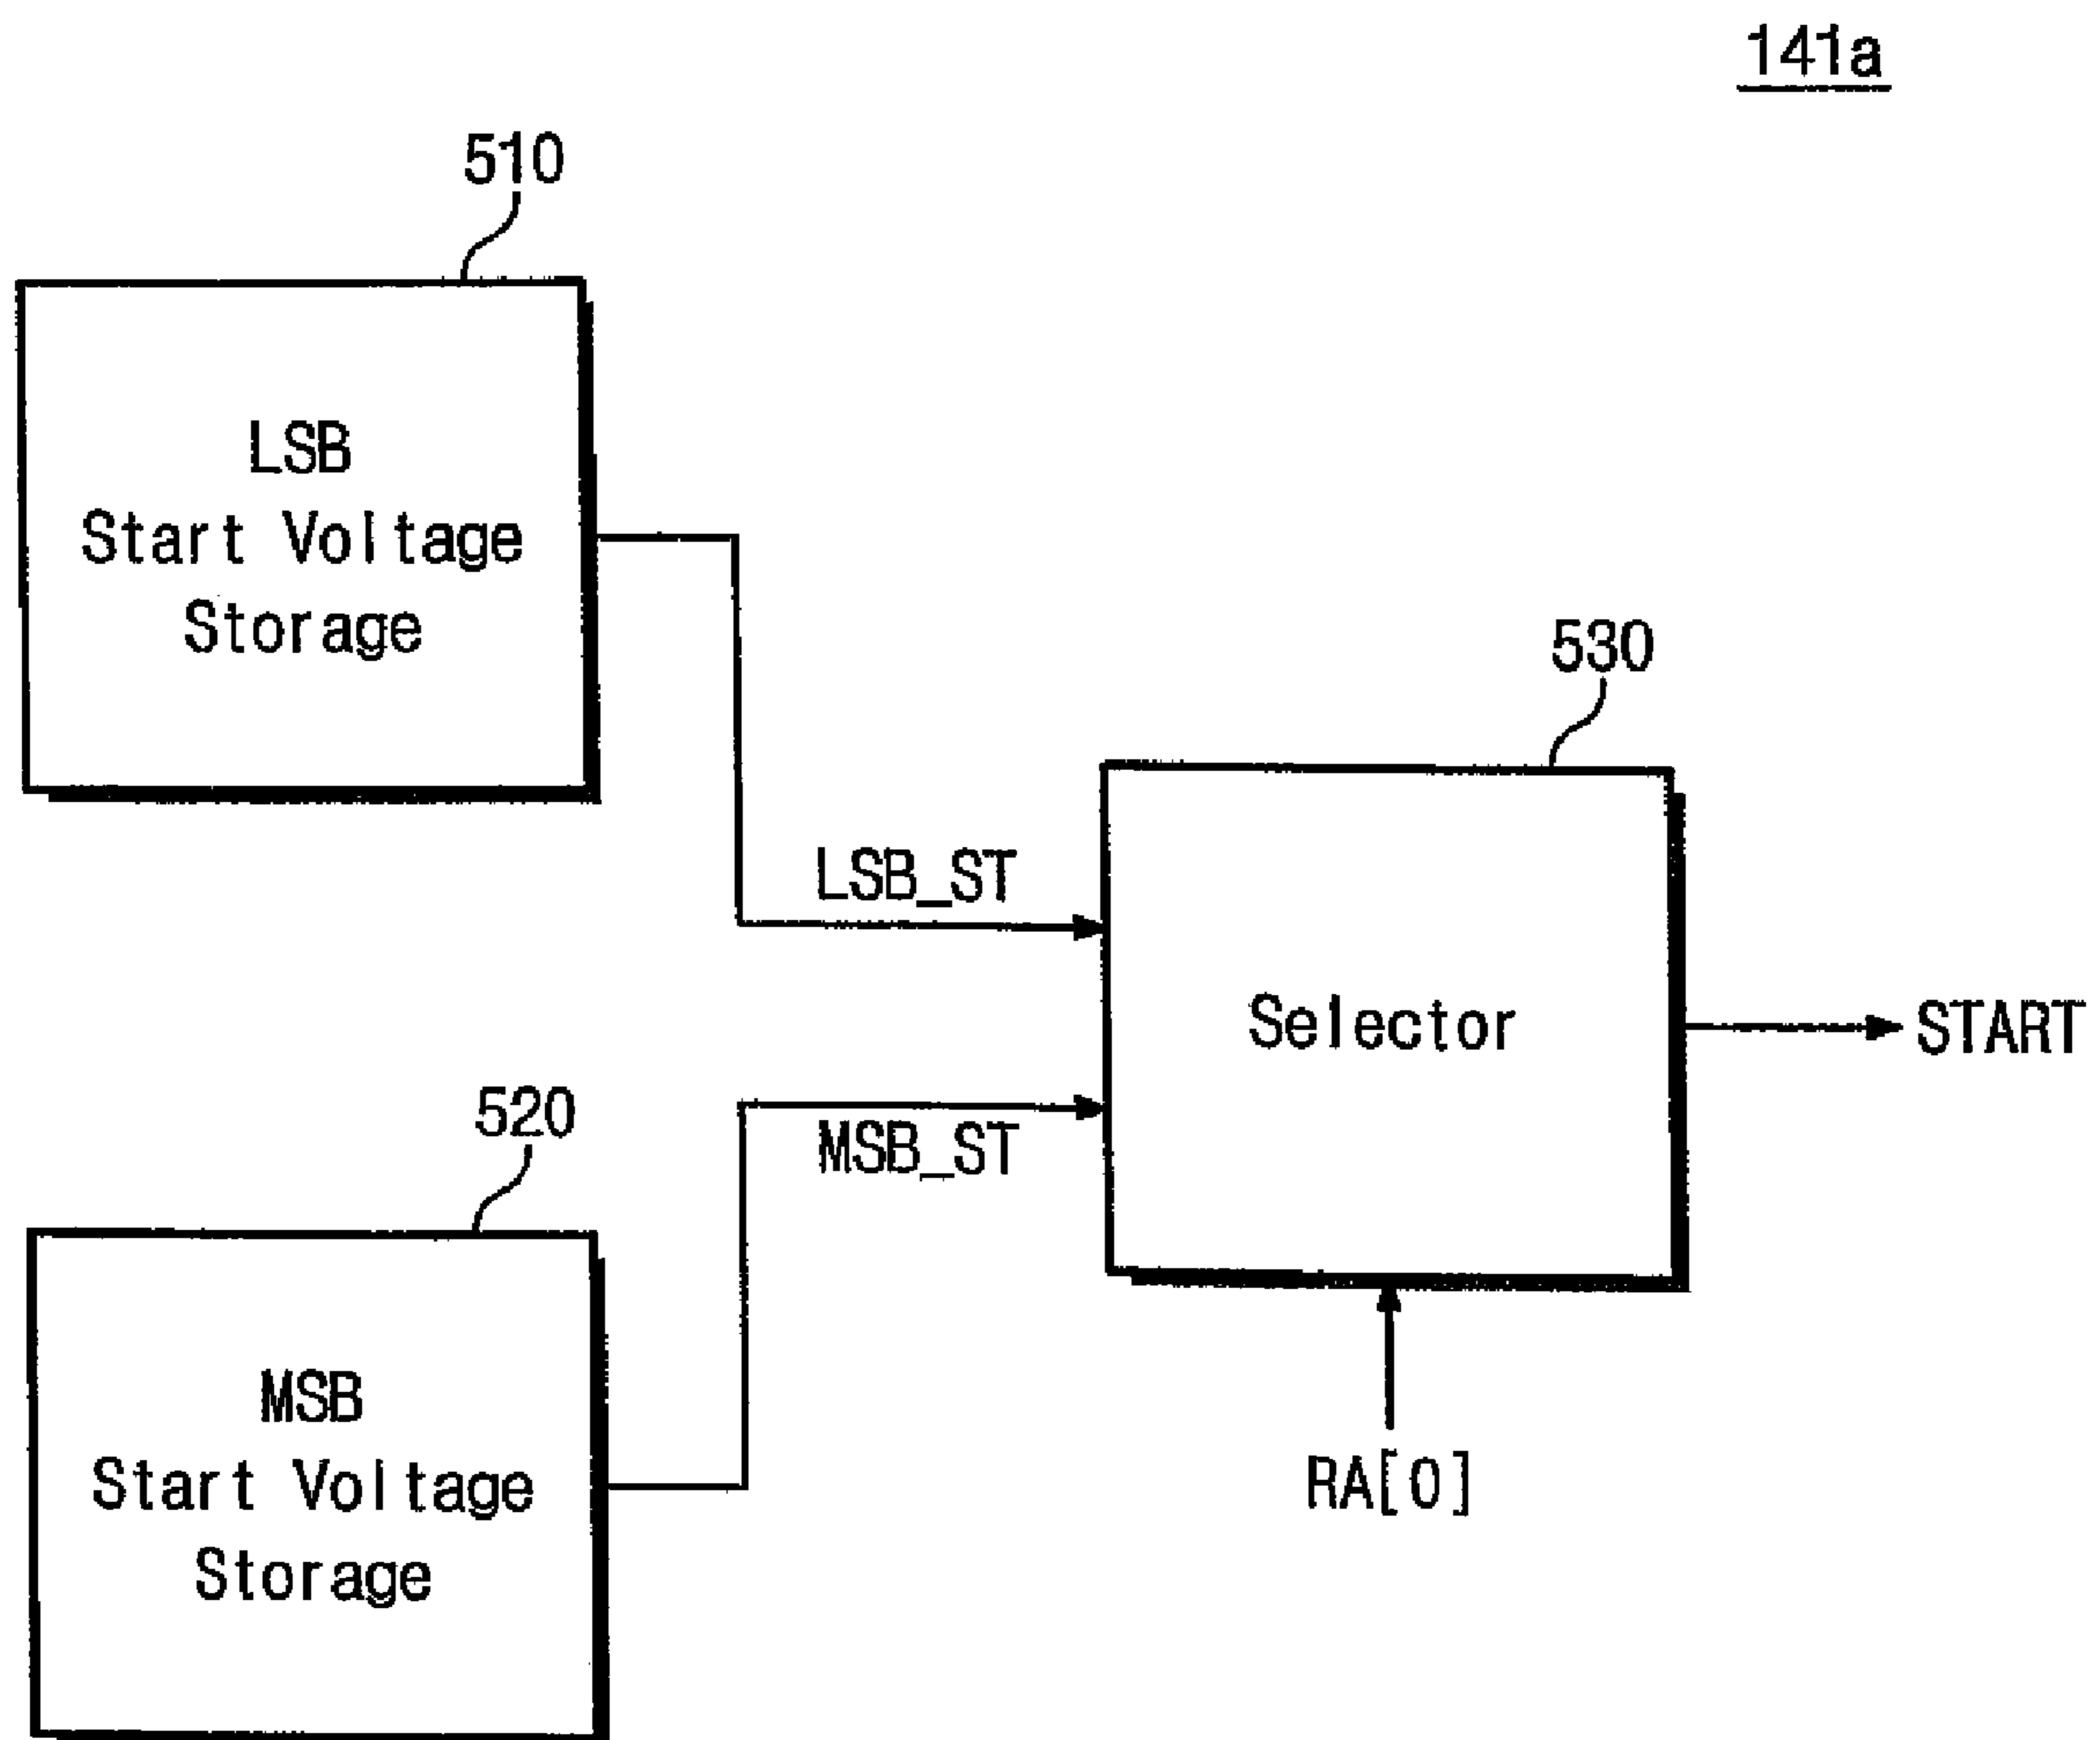 141a
510
LSB
Start Voltage
Storage
530
LSB_ST
Selector
START
520
MSB_ST
MSB
Start Voltage
Storage
RA[0]